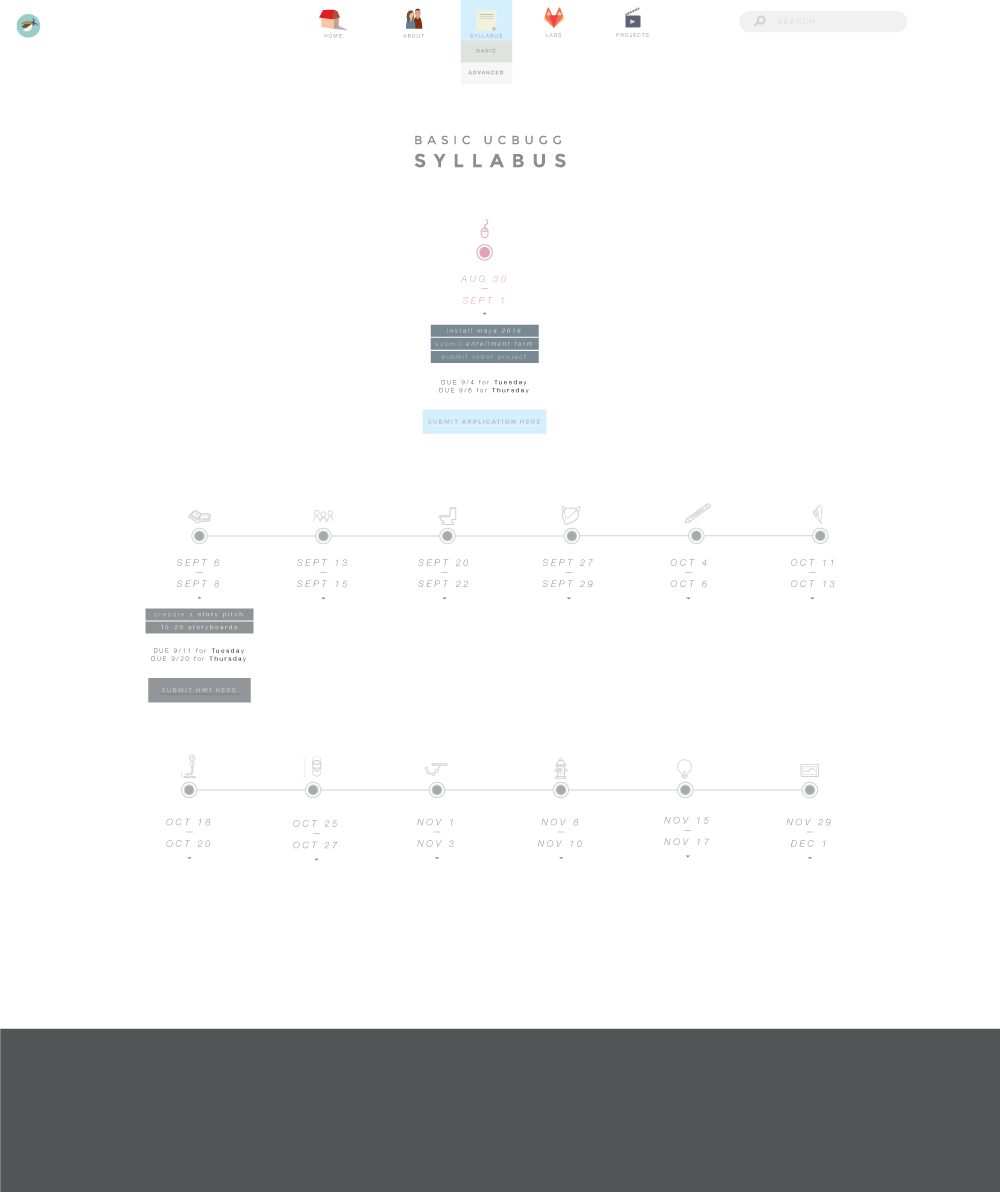 HOME
ABOUT
SYLLABUS
LABS
PROJECTS
SEARCH
BASIC
ADVANCED
BASIC UCBUGG
SYLLABUS
AUG 30
—
SEPT 1
install maya 2016
submit enrollment form
submit robot project
DUE 9/4 for Tuesday
DUE 9/6 for Thursday
SUBMIT APPLICATION HERE
SEPT 6
—
SEPT 8
SEPT 13
—
SEPT 15
SEPT 20
—
SEPT 22
SEPT 27
—
SEPT 29
OCT 4
—
OCT 6
OCT 11
—
OCT 13
prepare a story pitch
15-20 storyboards
DUE 9/11 for Tuesday
DUE 9/20 for Thursday
SUBMIT HW1 HERE
OCT 18
—
OCT 20
OCT 25
—
OCT 27
NOV 1
—
NOV 3
NOV 8
—
NOV 10
NOV 15
—
NOV 17
NOV 29
—
DEC 1